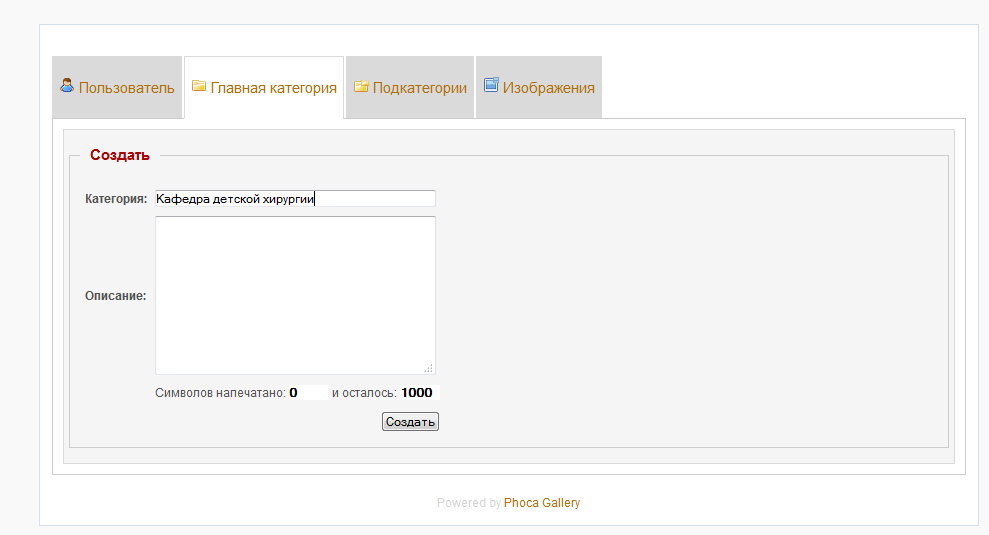 Пользователь Главная категория Подкатегории Изображения
Создать
Категория: Кафедра детской хирургии
Описание:
Символов напечатано: 0 и осталось: 1000
Создать
Powered by Phoca Gallery